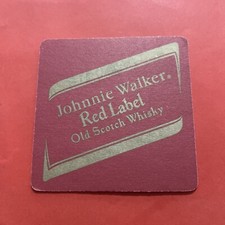 Johnnie Walker®
Red Label
Old Scotch Whisky